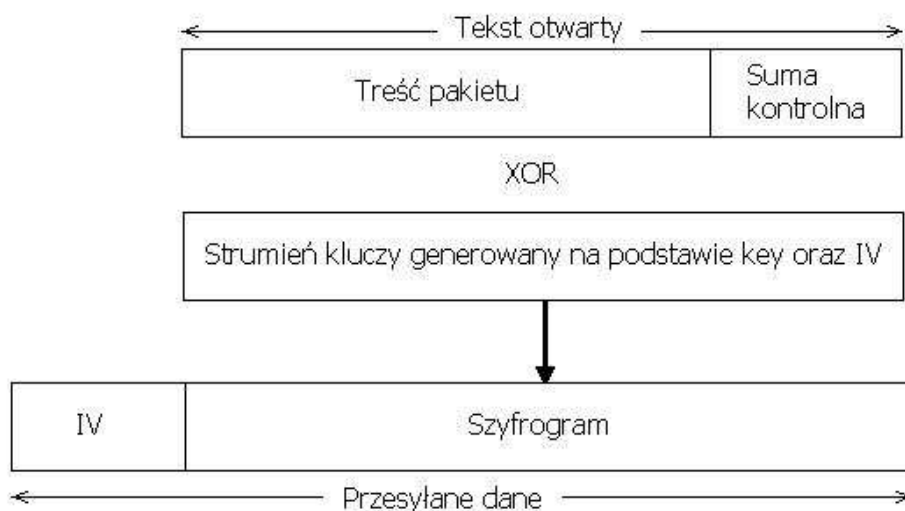 Tekst otwarty
Treść pakietu
Suma
kontrolna
XOR
Strumień kluczy generowany na podstawie key oraz IV
IV
Szyfrogram
Przesyłane dane